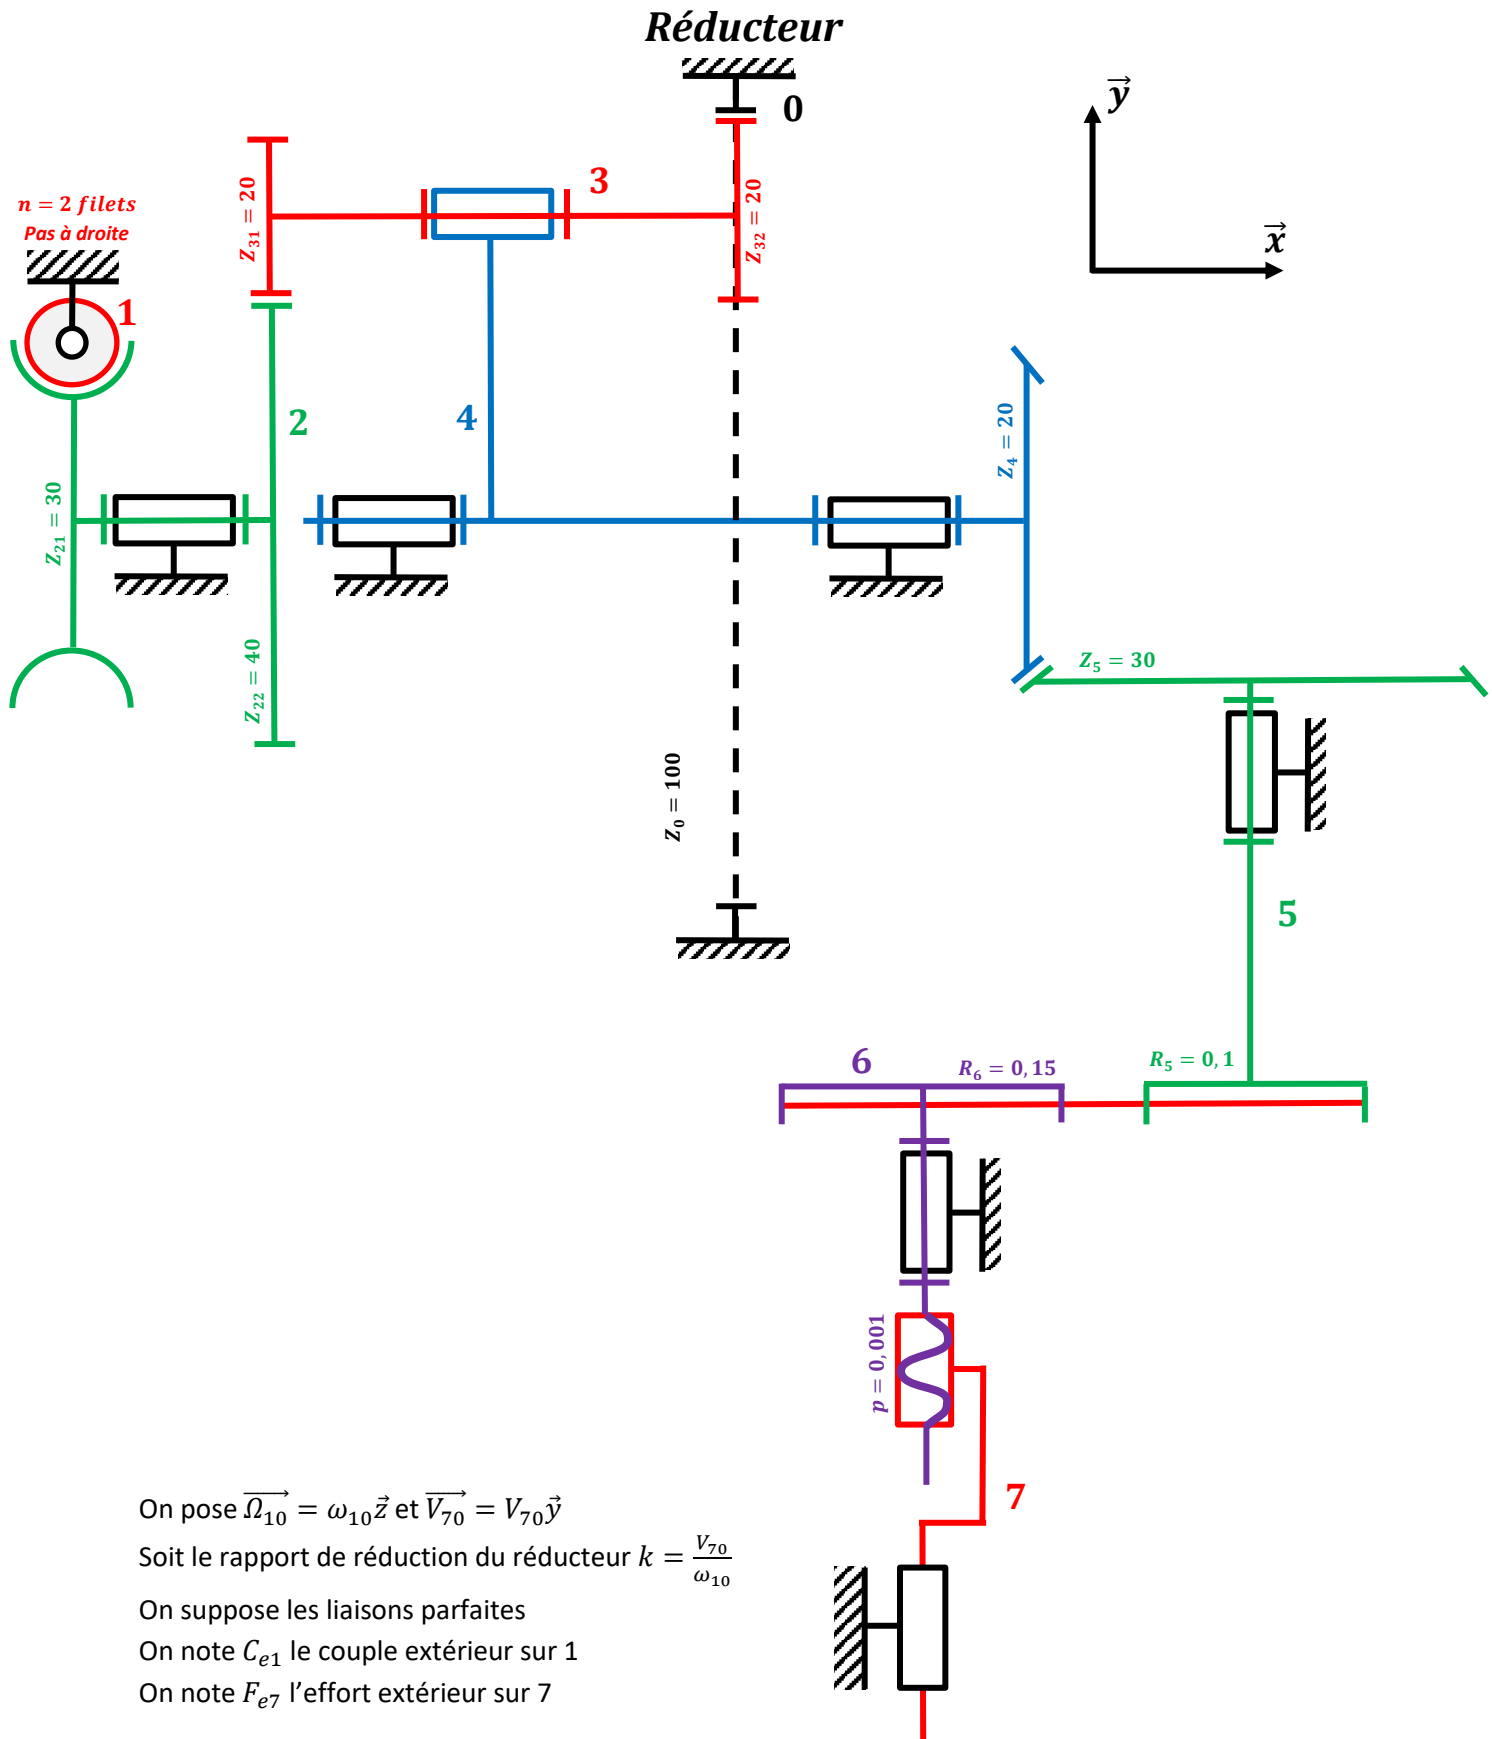 Réducteur
0
y
x
n = 2 filets
Pas à droite
1
Z31 = 20
3
Z32 = 20
2
4
Z4 = 20
Z21 = 30
Z22 = 40
Z5 = 30
Z0 = 100
5
6
R6 = 0,15
R5 = 0,1
p = 0,001
7
On pose Ω10 = ω10z et V70 = V70y
Soit le rapport de réduction du réducteur k = V70/ω10
On suppose les liaisons parfaites
On note Ce1 le couple extérieur sur 1
On note Fe7 l’effort extérieur sur 7